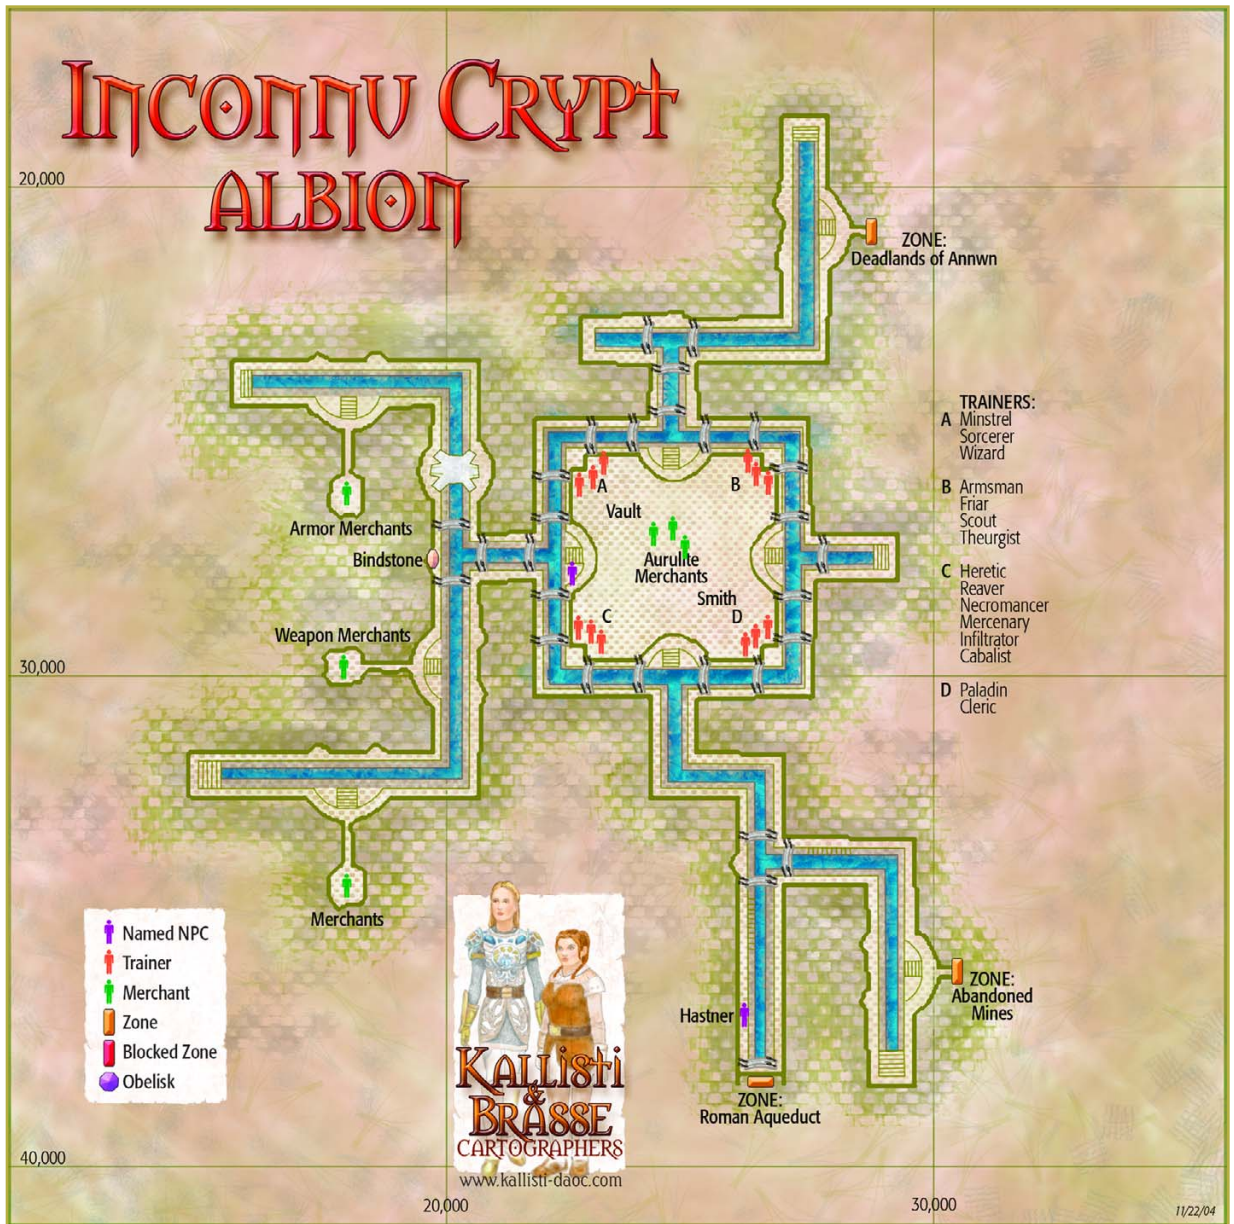 INCONNU CRYPT
ALBION
20,000
ZONE:
Deadlands of Annwn
TRAINERS:
A Minstrel
Sorcerer
Wizard
B Armsman
Friar
Scout
Theurgist
C Heretic
Reaver
Necromancer
Mercenary
Infiltrator
Cabalist
D Paladin
Cleric
A
B
Vault
Aurulite
Merchants
Smith
C
D
Armor Merchants
Bindstone
Weapon Merchants
30,000
Merchants
Named NPC
Trainer
Merchant
Zone
Blocked Zone
Obelisk
Hastner
ZONE:
Abandoned
Mines
ZONE:
Roman Aqueduct
KALLISTI
&
BRASSE
CARTOGRAPHERS
www.kallisti-daoc.com
40,000
20,000
30,000
11/22/04